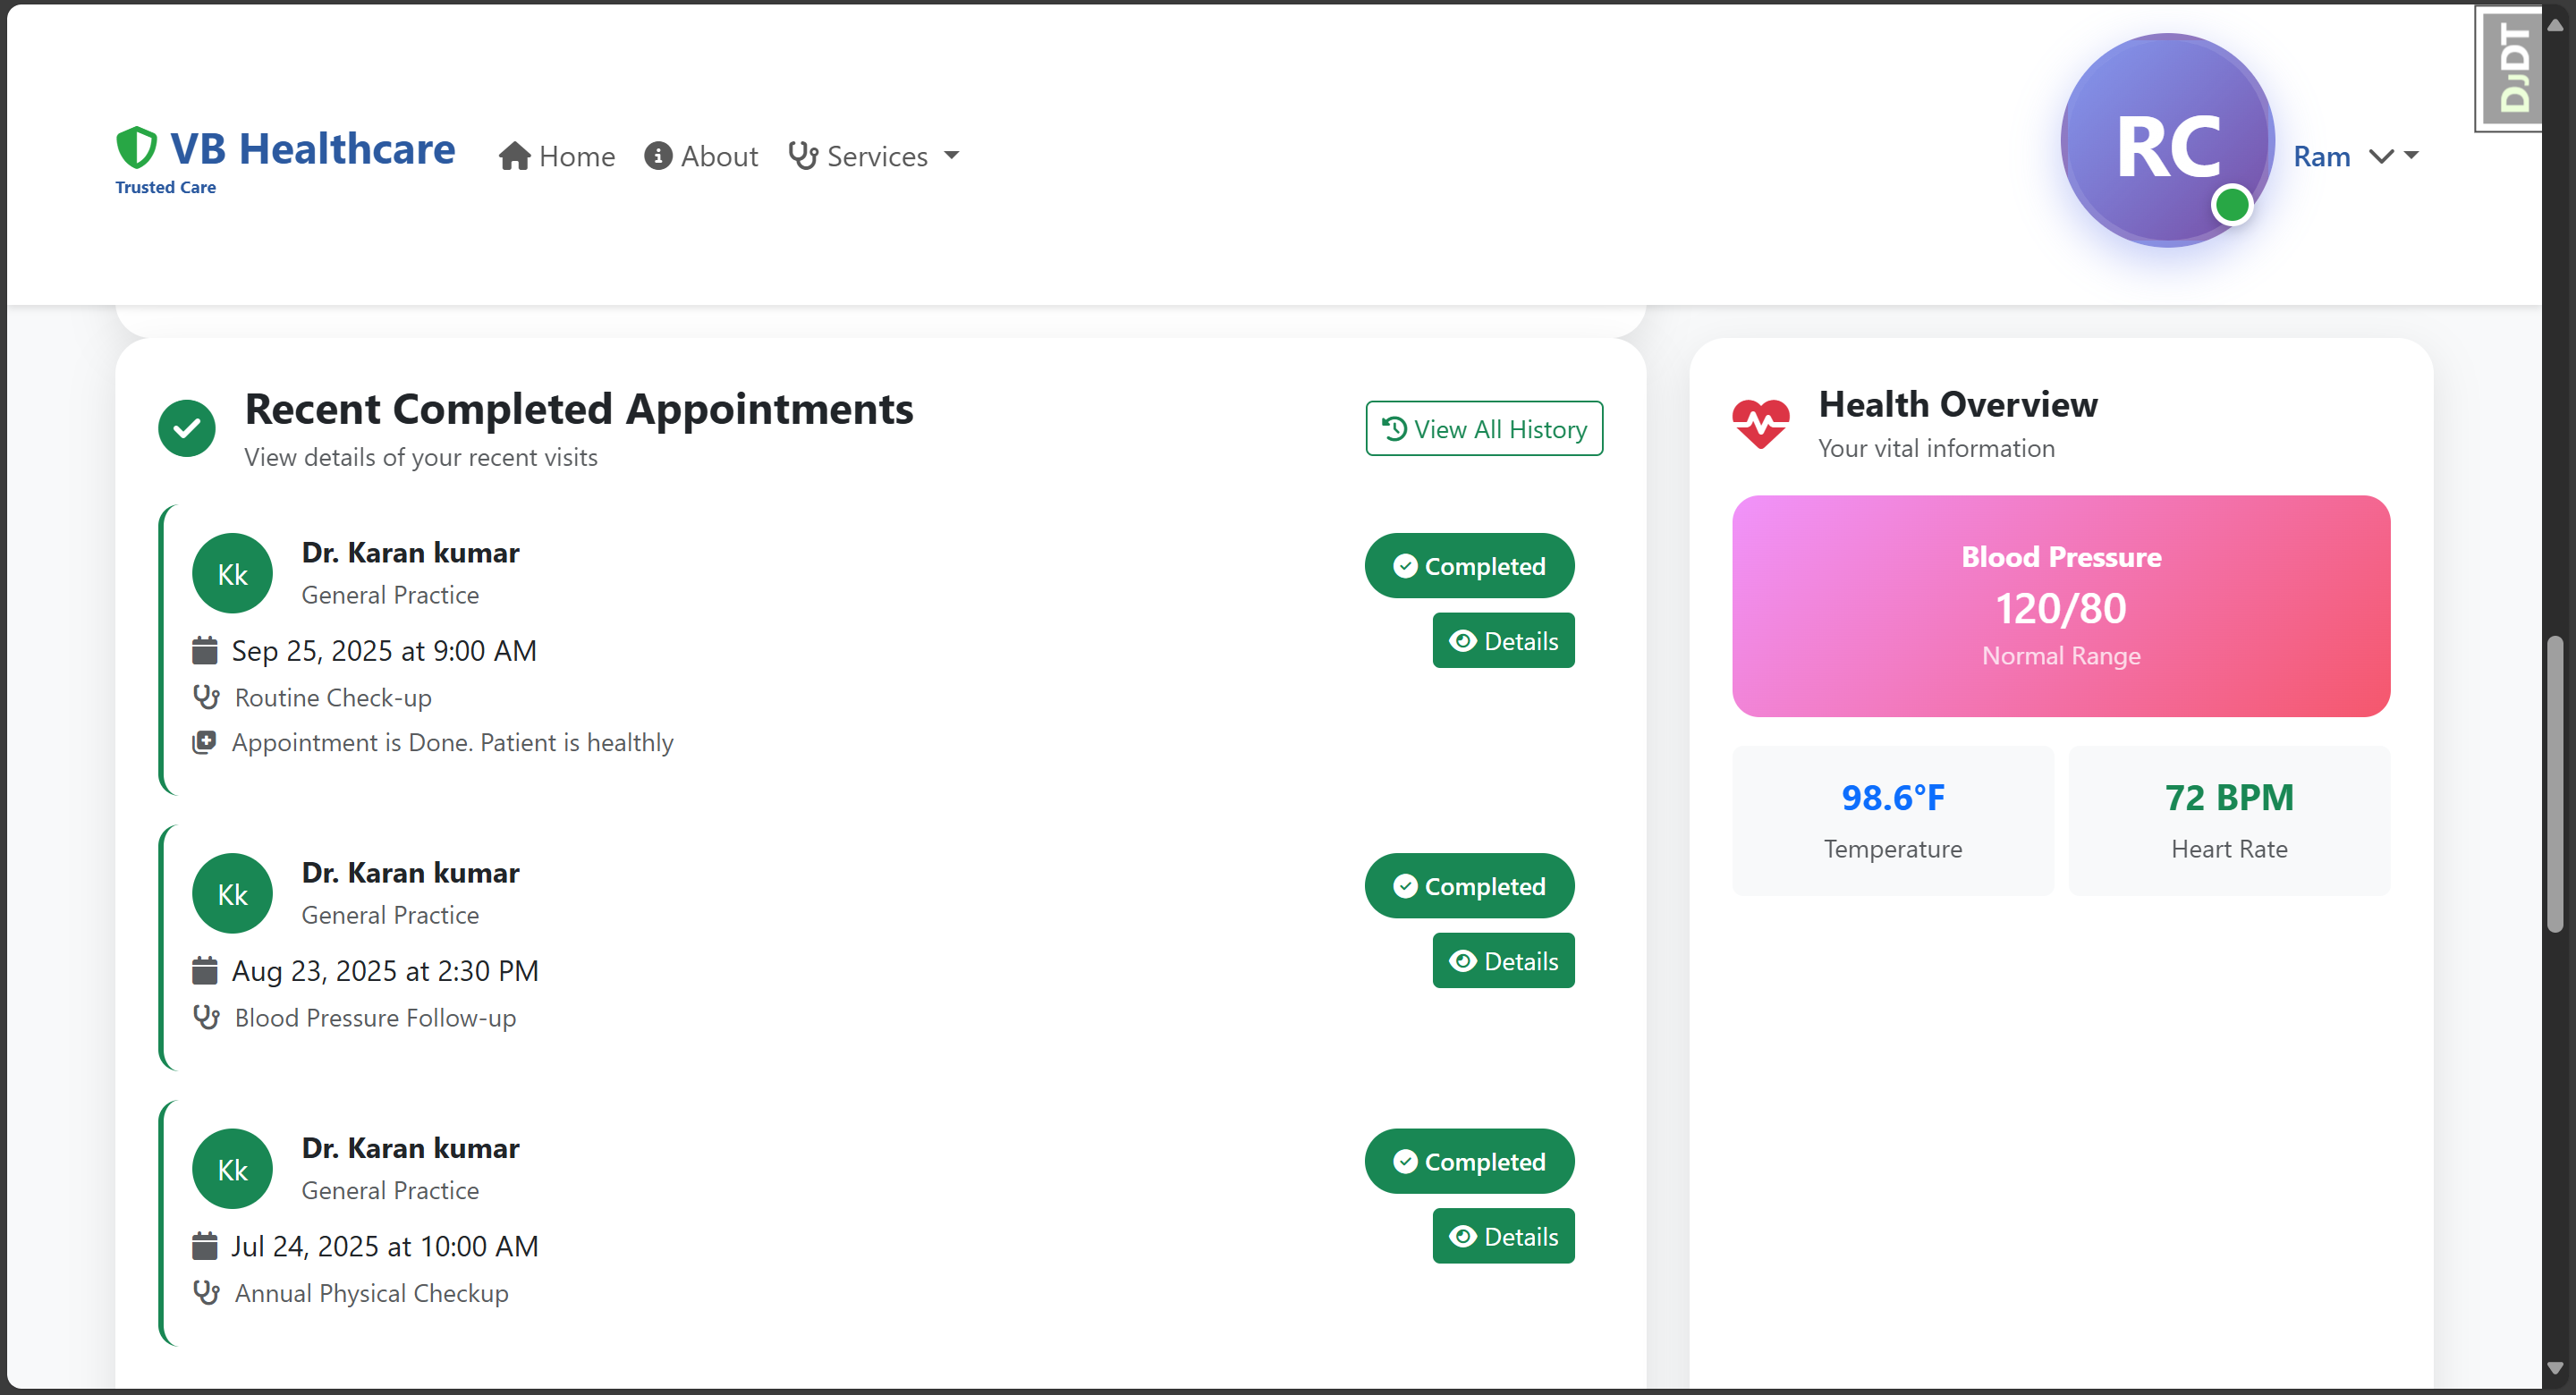 VB Healthcare
Trusted Care
Home
About
Services
RC
Ram
DJDT
Recent Completed Appointments
View details of your recent visits
View All History
Kk
Dr. Karan kumar
General Practice
Completed
Details
Sep 25, 2025 at 9:00 AM
Routine Check-up
Appointment is Done. Patient is healthly
Kk
Dr. Karan kumar
General Practice
Completed
Details
Aug 23, 2025 at 2:30 PM
Blood Pressure Follow-up
Kk
Dr. Karan kumar
General Practice
Completed
Details
Jul 24, 2025 at 10:00 AM
Annual Physical Checkup
Health Overview
Your vital information
Blood Pressure
120/80
Normal Range
98.6°F
Temperature
72 BPM
Heart Rate